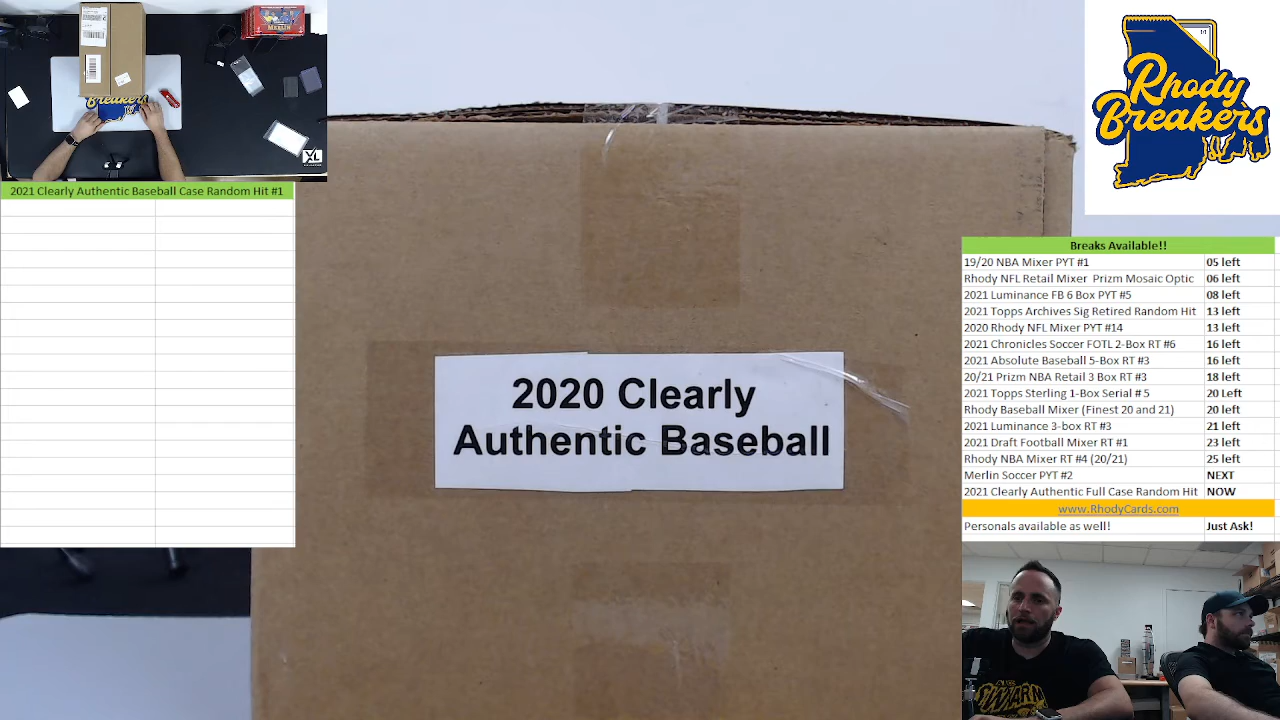 MERLIN
Breakers
XL
2021 Clearly Authentic Baseball Case Random Hit #1
2020 Clearly
Authentic Baseball
Rhody
Breakers
Breaks Available!!
19/20 NBA Mixer PYT #1 05 left
Rhody NFL Retail Mixer Prizm Mosaic Optic 06 left
2021 Luminance FB 6 Box PYT #5 08 left
2021 Topps Archives Sig Retired Random Hit 13 left
2020 Rhody NFL Mixer PYT #14 13 left
2021 Chronicles Soccer FOTL 2-Box RT #6 16 left
2021 Absolute Baseball 5-Box RT #3 16 left
20/21 Prizm NBA Retail 3 Box RT #3 18 left
2021 Topps Sterling 1-Box Serial # 5 20 Left
Rhody Baseball Mixer (Finest 20 and 21) 20 left
2021 Luminance 3-box RT #3 21 left
2021 Draft Football Mixer RT #1 23 left
Rhody NBA Mixer RT #4 (20/21) 25 left
Merlin Soccer PYT #2 NEXT
2021 Clearly Authentic Full Case Random Hit NOW
www.RhodyCards.com
Personals available as well! Just Ask!
SWARM